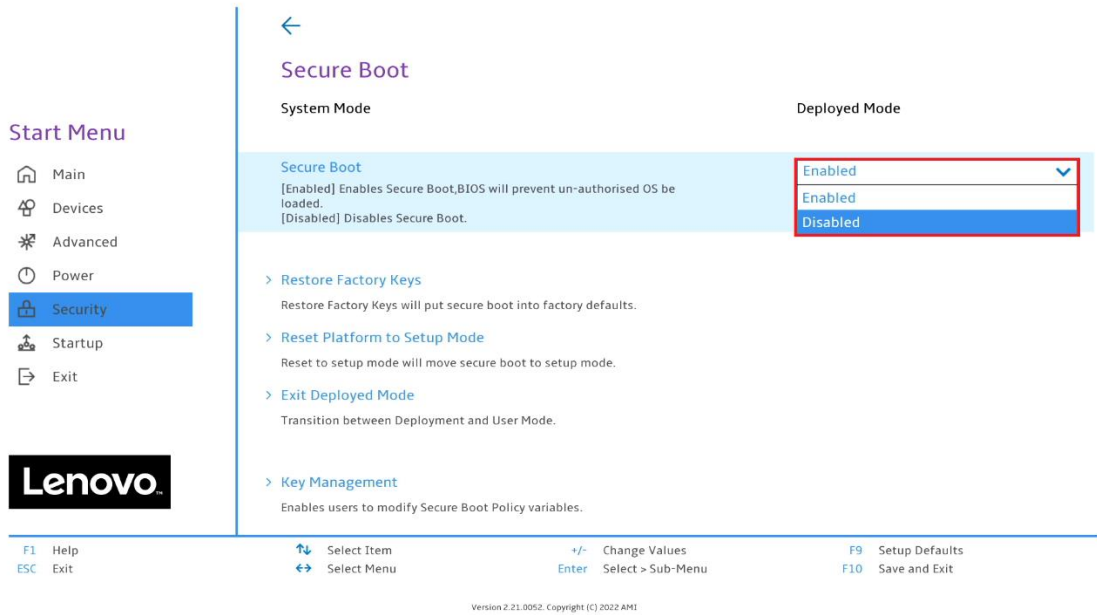 Secure Boot
System Mode
Deployed Mode
Start Menu
Main
Devices
Advanced
Power
Security
Startup
Exit
Lenovo™
Secure Boot
[Enabled] Enables Secure Boot,BIOS will prevent un-authorised OS be
loaded.
[Disabled] Disables Secure Boot.
Enabled
Enabled
Disabled
> Restore Factory Keys
Restore Factory Keys will put secure boot into factory defaults.
> Reset Platform to Setup Mode
Reset to setup mode will move secure boot to setup mode.
> Exit Deployed Mode
Transition between Deployment and User Mode.
> Key Management
Enables users to modify Secure Boot Policy variables.
F1 Help
ESC Exit
↑↓ Select Item
←→ Select Menu
+/- Change Values
Enter Select > Sub-Menu
F9 Setup Defaults
F10 Save and Exit
Version 2.21.0052. Copyright (C) 2022 AMI